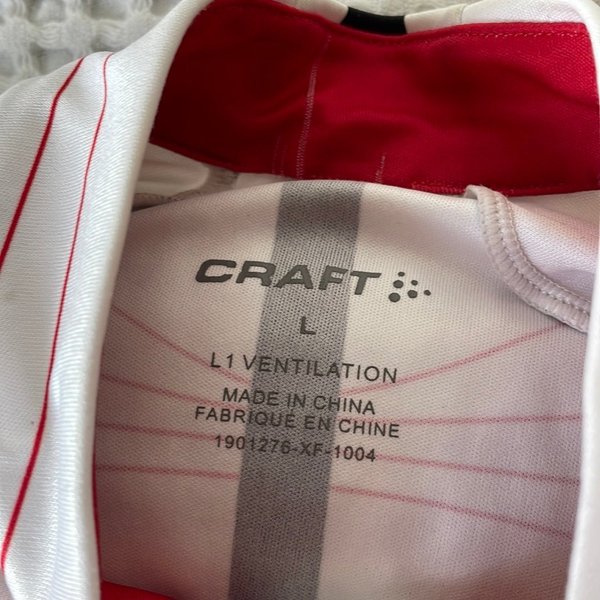 CRAFT
L
L1 VENTILATION
MADE IN CHINA
FABRIQUE EN CHINE
1901276-XF-1004